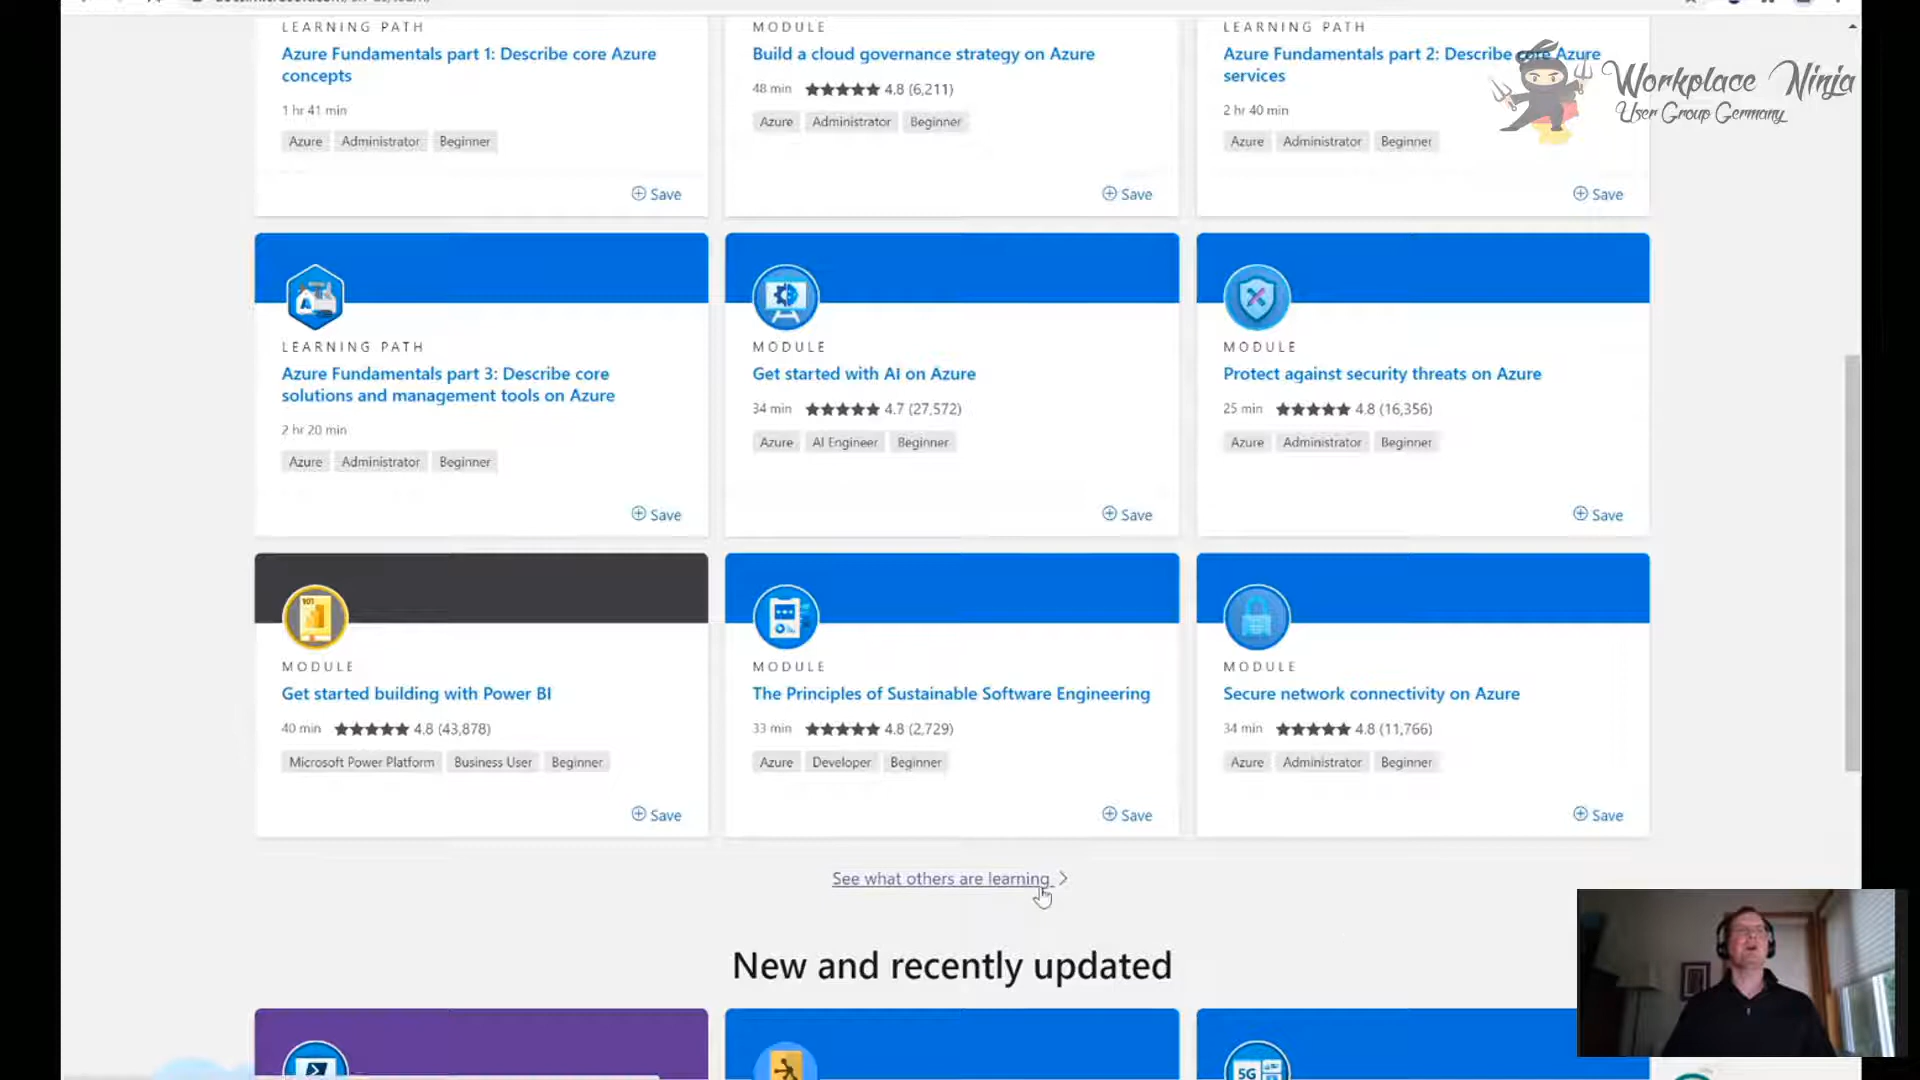 LEARNING PATH
Azure Fundamentals part 1: Describe core Azure
concepts
1 hr 41 min
Azure Administrator Beginner
Save
MODULE
Build a cloud governance strategy on Azure
48 min 4.8 (6,211)
Azure Administrator Beginner
Save
LEARNING PATH
Azure Fundamentals part 2: Describe core Azure
services
2 hr 40 min
Azure Administrator Beginner
Save
Workplace Ninja
User Group Germany
LEARNING PATH
Azure Fundamentals part 3: Describe core
solutions and management tools on Azure
2 hr 20 min
Azure Administrator Beginner
Save
MODULE
Get started with AI on Azure
34 min 4.7 (27,572)
Azure AI Engineer Beginner
Save
MODULE
Protect against security threats on Azure
25 min 4.8 (16,356)
Azure Administrator Beginner
Save
MODULE
Get started building with Power BI
40 min 4.8 (43,878)
Microsoft Power Platform Business User Beginner
Save
MODULE
The Principles of Sustainable Software Engineering
33 min 4.8 (2,729)
Azure Developer Beginner
Save
MODULE
Secure network connectivity on Azure
34 min 4.8 (11,766)
Azure Administrator Beginner
Save
See what others are learning
New and recently updated
5G